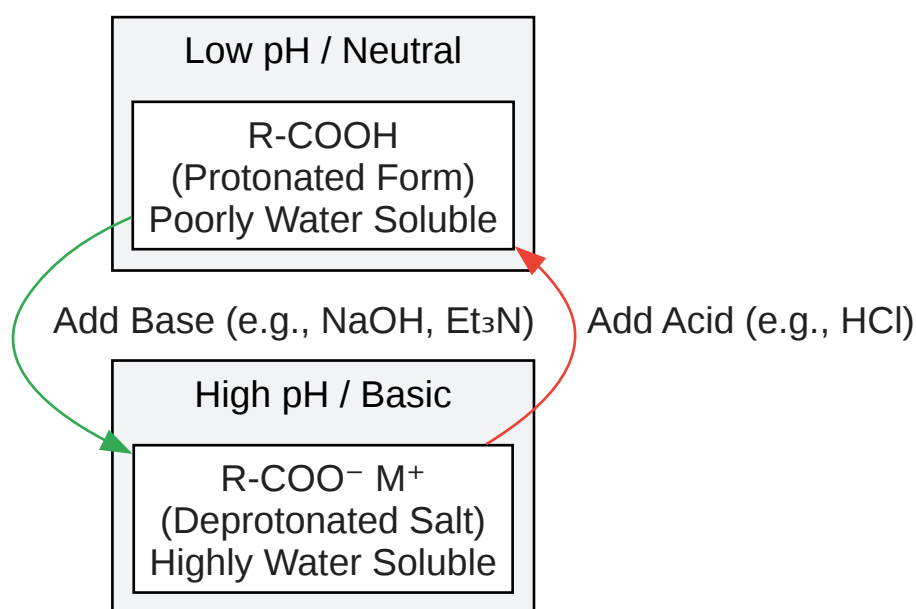 Low pH / Neutral
R-COOH
(Protonated Form)
Poorly Water Soluble
Add Base (e.g., NaOH, Et₃N)
Add Acid (e.g., HCl)
High pH / Basic
R-COO⁻ M⁺
(Deprotonated Salt)
Highly Water Soluble